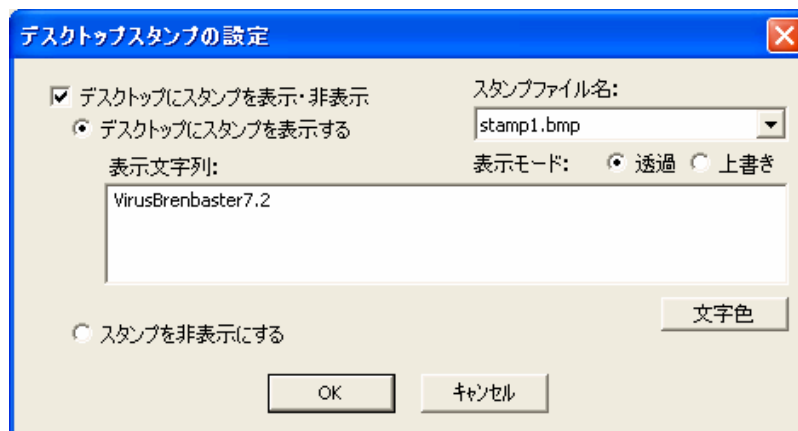 デスクトップスタンプの設定
デスクトップにスタンプを表示・非表示
スタンプファイル名:
デスクトップにスタンプを表示する
stamp1.bmp
表示文字列:
表示モード: 透過 上書き
VirusBrenbaster7.2
文字色
スタンプを非表示にする
OK キャンセル